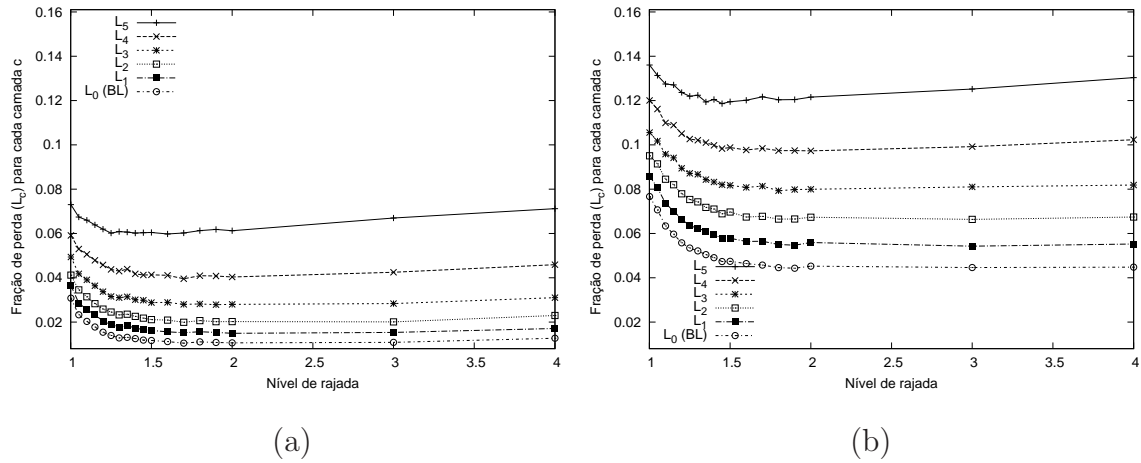 Fração de perda (Lc) para cada camada c
0.16
0.14
0.12
0.1
0.08
0.06
0.04
0.02
L5
L4
L3
L2
L1
L0 (BL)
1
1.5
2
2.5
3
3.5
4
Nível de rajada
(a)
Fração de perda (Lc) para cada camada c
0.16
0.14
0.12
0.1
0.08
0.06
0.04
0.02
L5
L4
L3
L2
L1
L0 (BL)
1
1.5
2
2.5
3
3.5
4
Nível de rajada
(b)